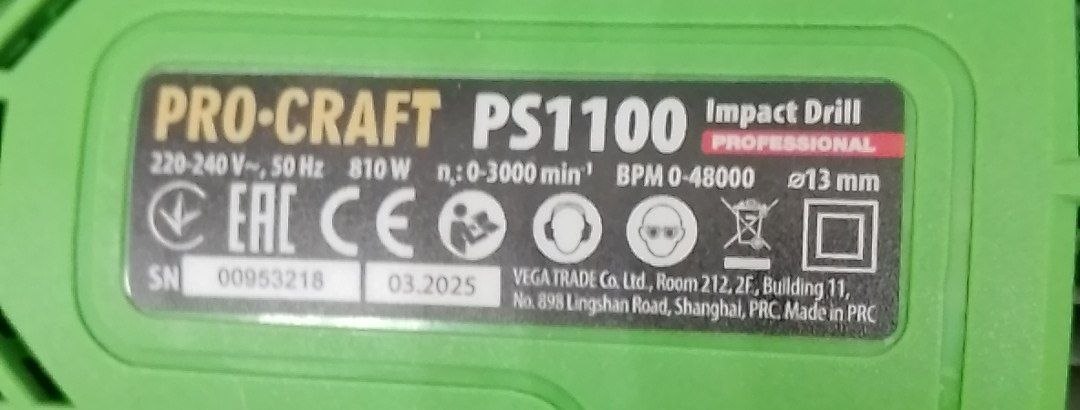 PRO·CRAFT PS1100 Impact Drill
PROFESSIONAL
220-240 V~, 50 Hz 810 W n₀: 0-3000 min⁻¹ BPM 0-48000 ⌀13 mm
EAC CE
SN 00953218 03.2025
VEGA TRADE Co. Ltd., Room 212, 2F, Building 11,
No. 898 Lingshan Road, Shanghai, PRC. Made in PRC